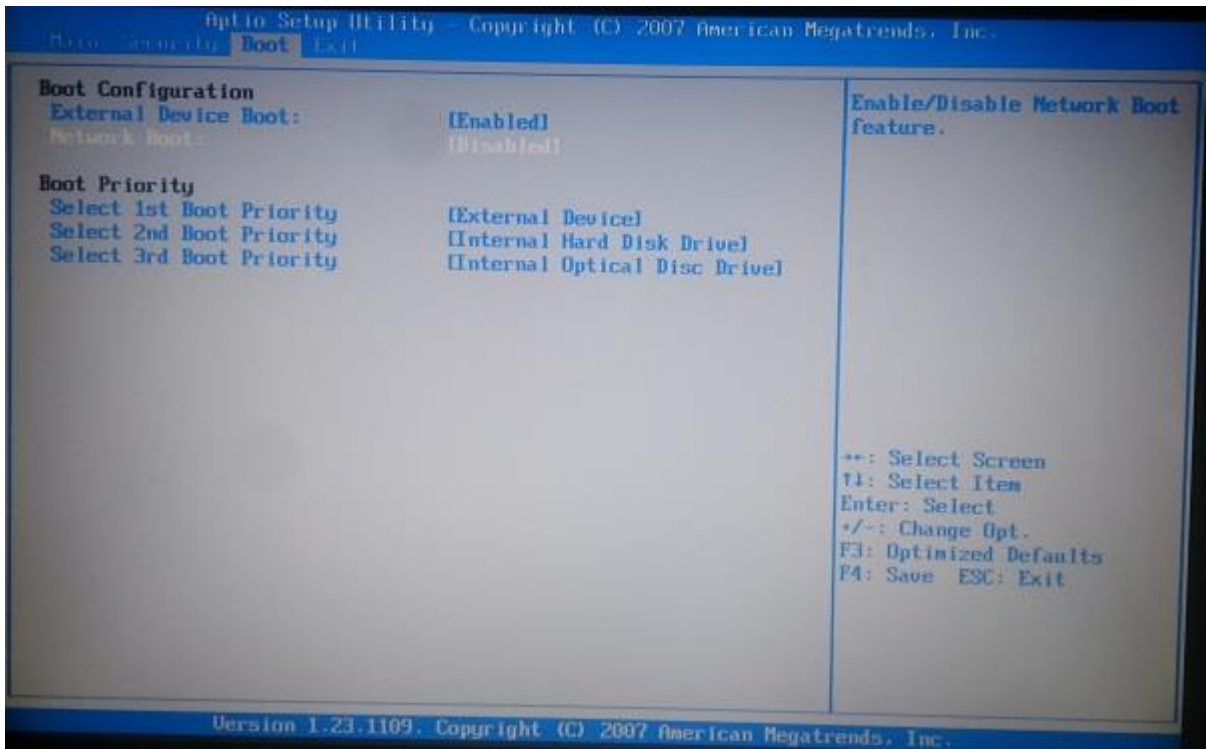 Aptio Setup Utility - Copyright (C) 2007 American Megatrends, Inc.
Main Security Boot Exit
Boot Configuration
External Device Boot: [Enabled]
Network Boot: [Disabled]
Boot Priority
Select 1st Boot Priority [External Device]
Select 2nd Boot Priority [Internal Hard Disk Drive]
Select 3rd Boot Priority [Internal Optical Disc Drive]
Enable/Disable Network Boot
feature.
→←: Select Screen
↑↓: Select Item
Enter: Select
+/-: Change Opt.
F3: Optimized Defaults
F4: Save ESC: Exit
Version 1.23.1109. Copyright (C) 2007 American Megatrends, Inc.